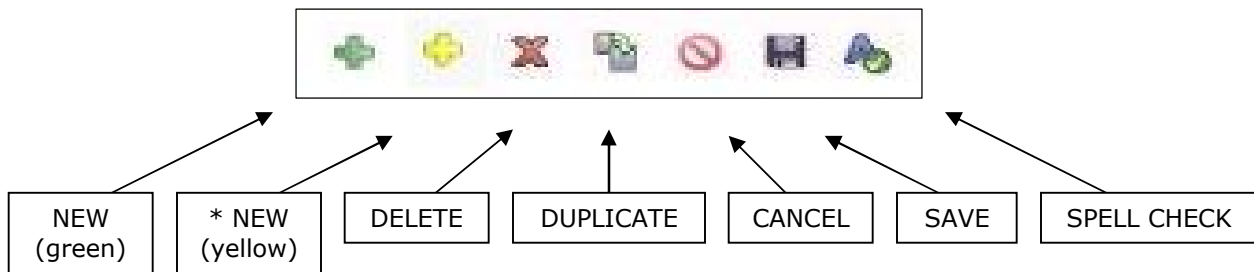 NEW
(green)
* NEW
(yellow)
DELETE
DUPLICATE
CANCEL
SAVE
SPELL CHECK